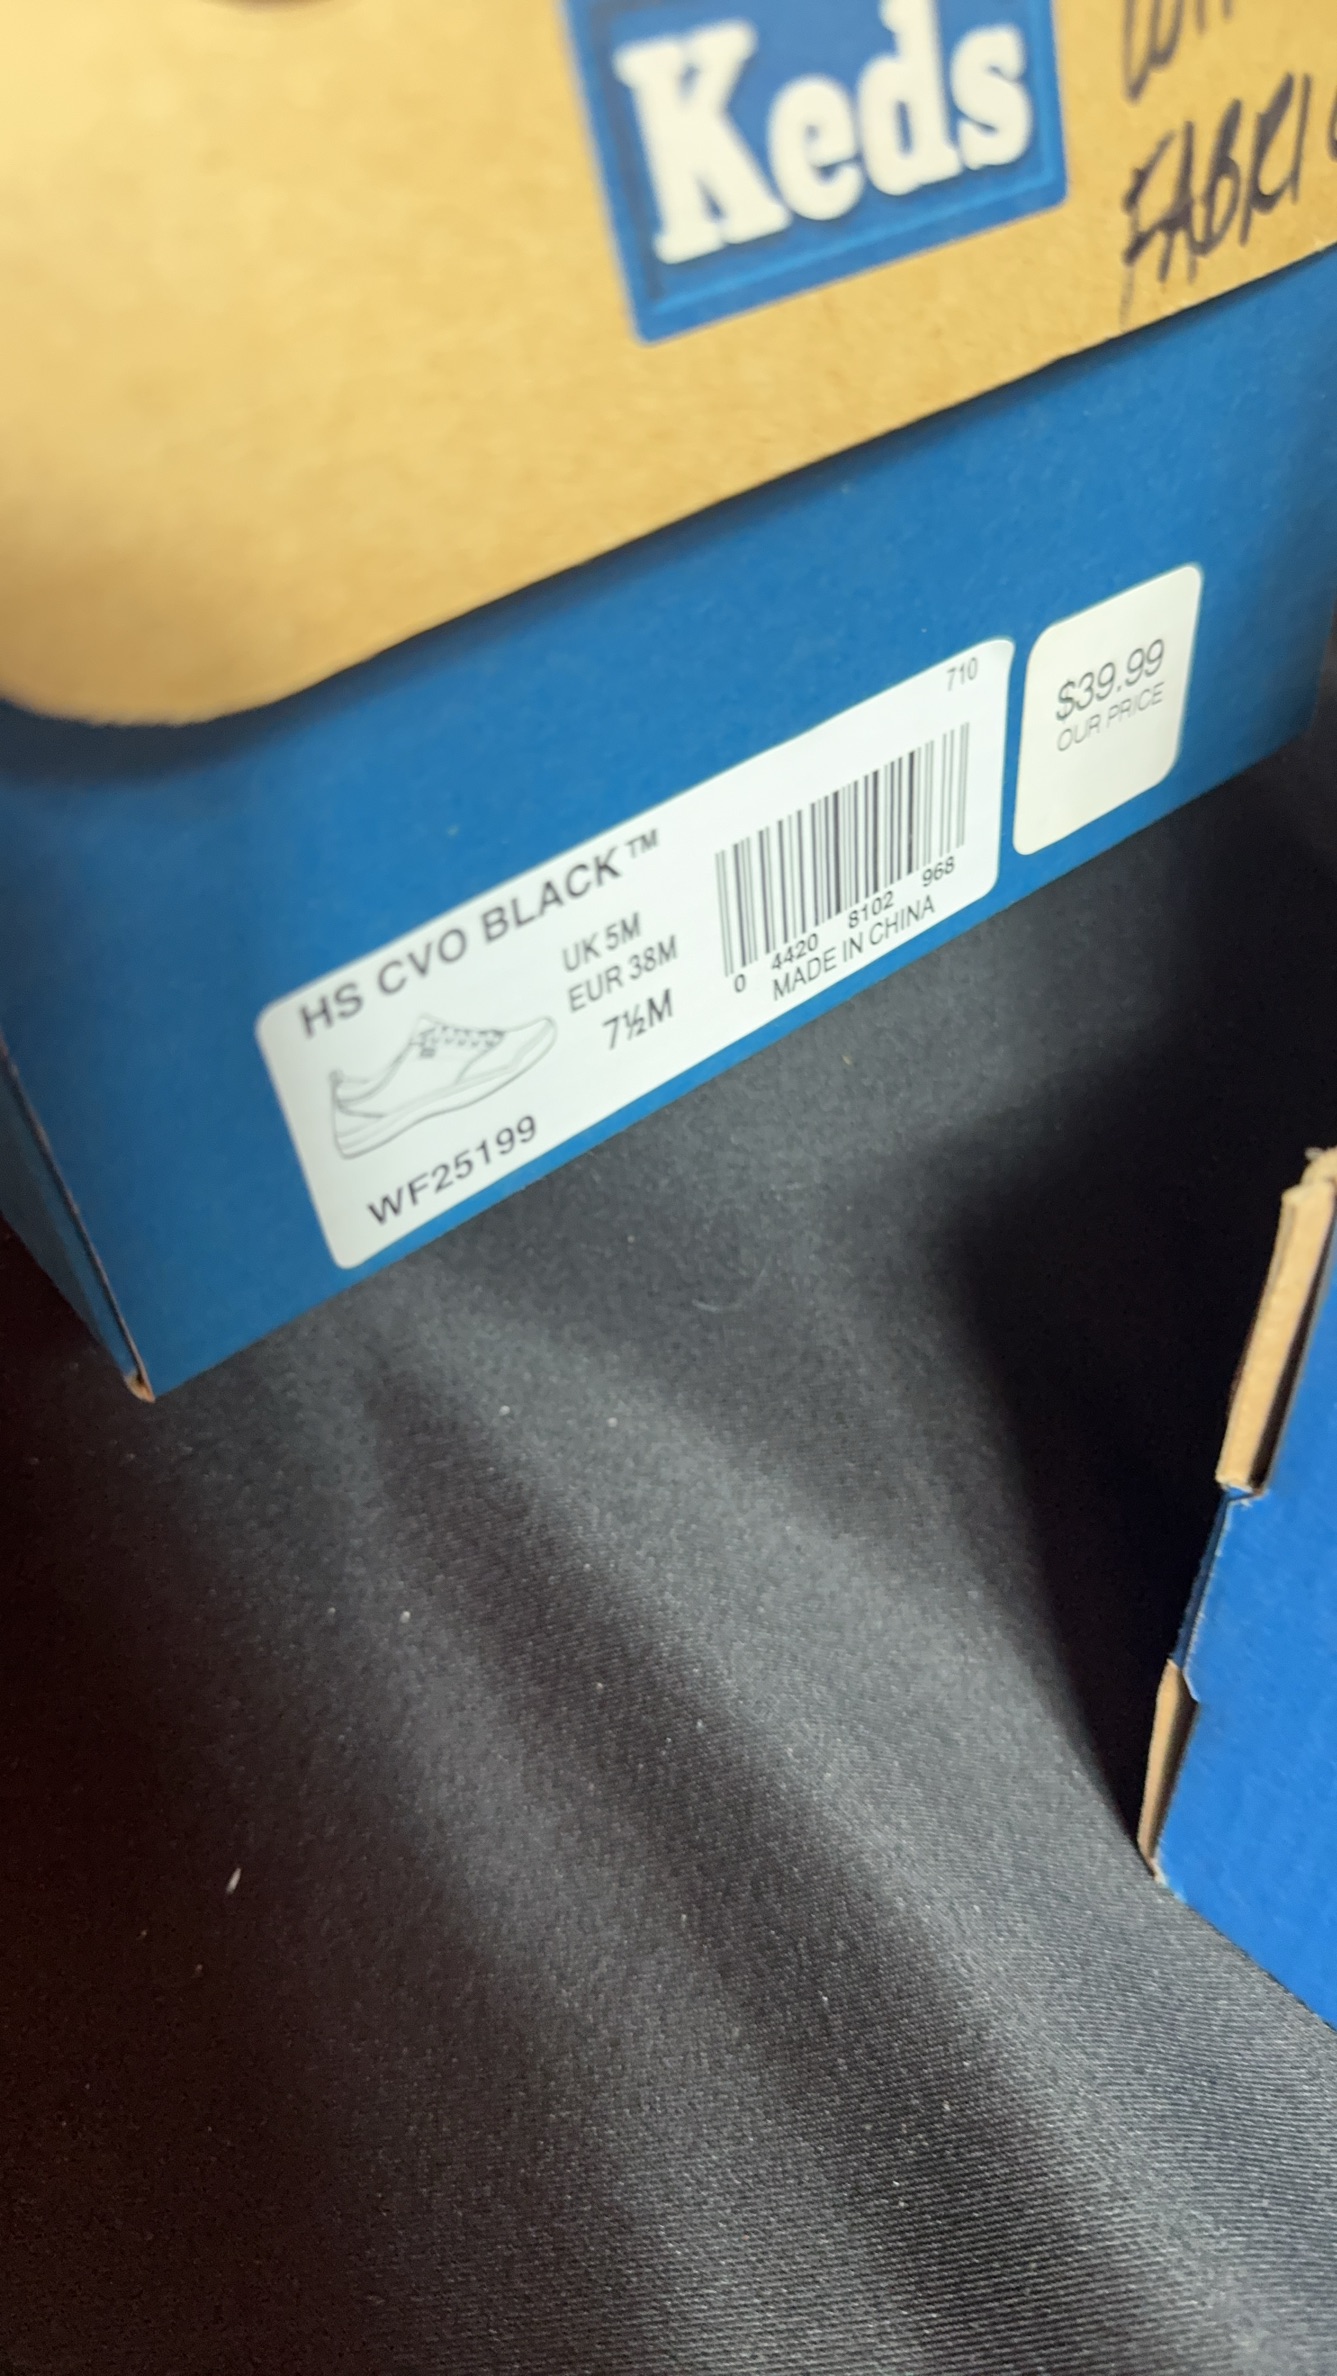 Keds
FABRI
710
$39.99
OUR PRICE
HS CVO BLACK™
UK 5M
EUR 38M
7½M
0 4420 8102 968
MADE IN CHINA
WF25199